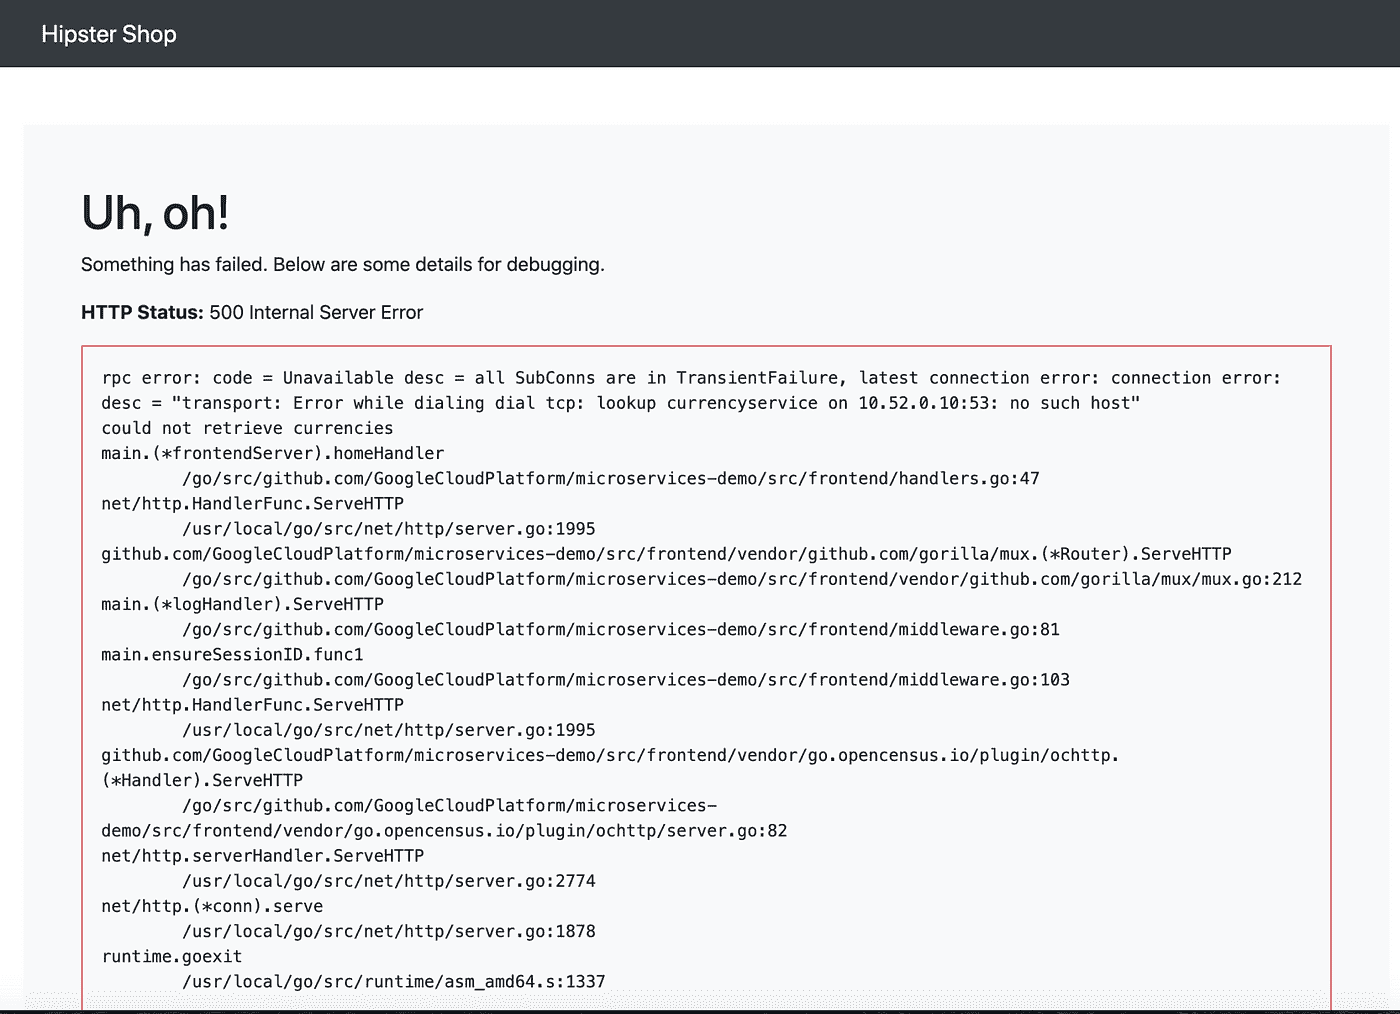 Hipster Shop
Uh, oh!
Something has failed. Below are some details for debugging.
HTTP Status: 500 Internal Server Error
rpc error: code = Unavailable desc = all SubConns are in TransientFailure, latest connection error: connection error:
desc = "transport: Error while dialing dial tcp: lookup currencyservice on 10.52.0.10:53: no such host"
could not retrieve currencies
main.(*frontendServer).homeHandler
        /go/src/github.com/GoogleCloudPlatform/microservices-demo/src/frontend/handlers.go:47
net/http.HandlerFunc.ServeHTTP
        /usr/local/go/src/net/http/server.go:1995
github.com/GoogleCloudPlatform/microservices-demo/src/frontend/vendor/github.com/gorilla/mux.(*Router).ServeHTTP
        /go/src/github.com/GoogleCloudPlatform/microservices-demo/src/frontend/vendor/github.com/gorilla/mux/mux.go:212
main.(*logHandler).ServeHTTP
        /go/src/github.com/GoogleCloudPlatform/microservices-demo/src/frontend/middleware.go:81
main.ensureSessionID.func1
        /go/src/github.com/GoogleCloudPlatform/microservices-demo/src/frontend/middleware.go:103
net/http.HandlerFunc.ServeHTTP
        /usr/local/go/src/net/http/server.go:1995
github.com/GoogleCloudPlatform/microservices-demo/src/frontend/vendor/go.opencensus.io/plugin/ochttp.
(*Handler).ServeHTTP
        /go/src/github.com/GoogleCloudPlatform/microservices-
demo/src/frontend/vendor/go.opencensus.io/plugin/ochttp/server.go:82
net/http.serverHandler.ServeHTTP
        /usr/local/go/src/net/http/server.go:2774
net/http.(*conn).serve
        /usr/local/go/src/net/http/server.go:1878
runtime.goexit
        /usr/local/go/src/runtime/asm_amd64.s:1337